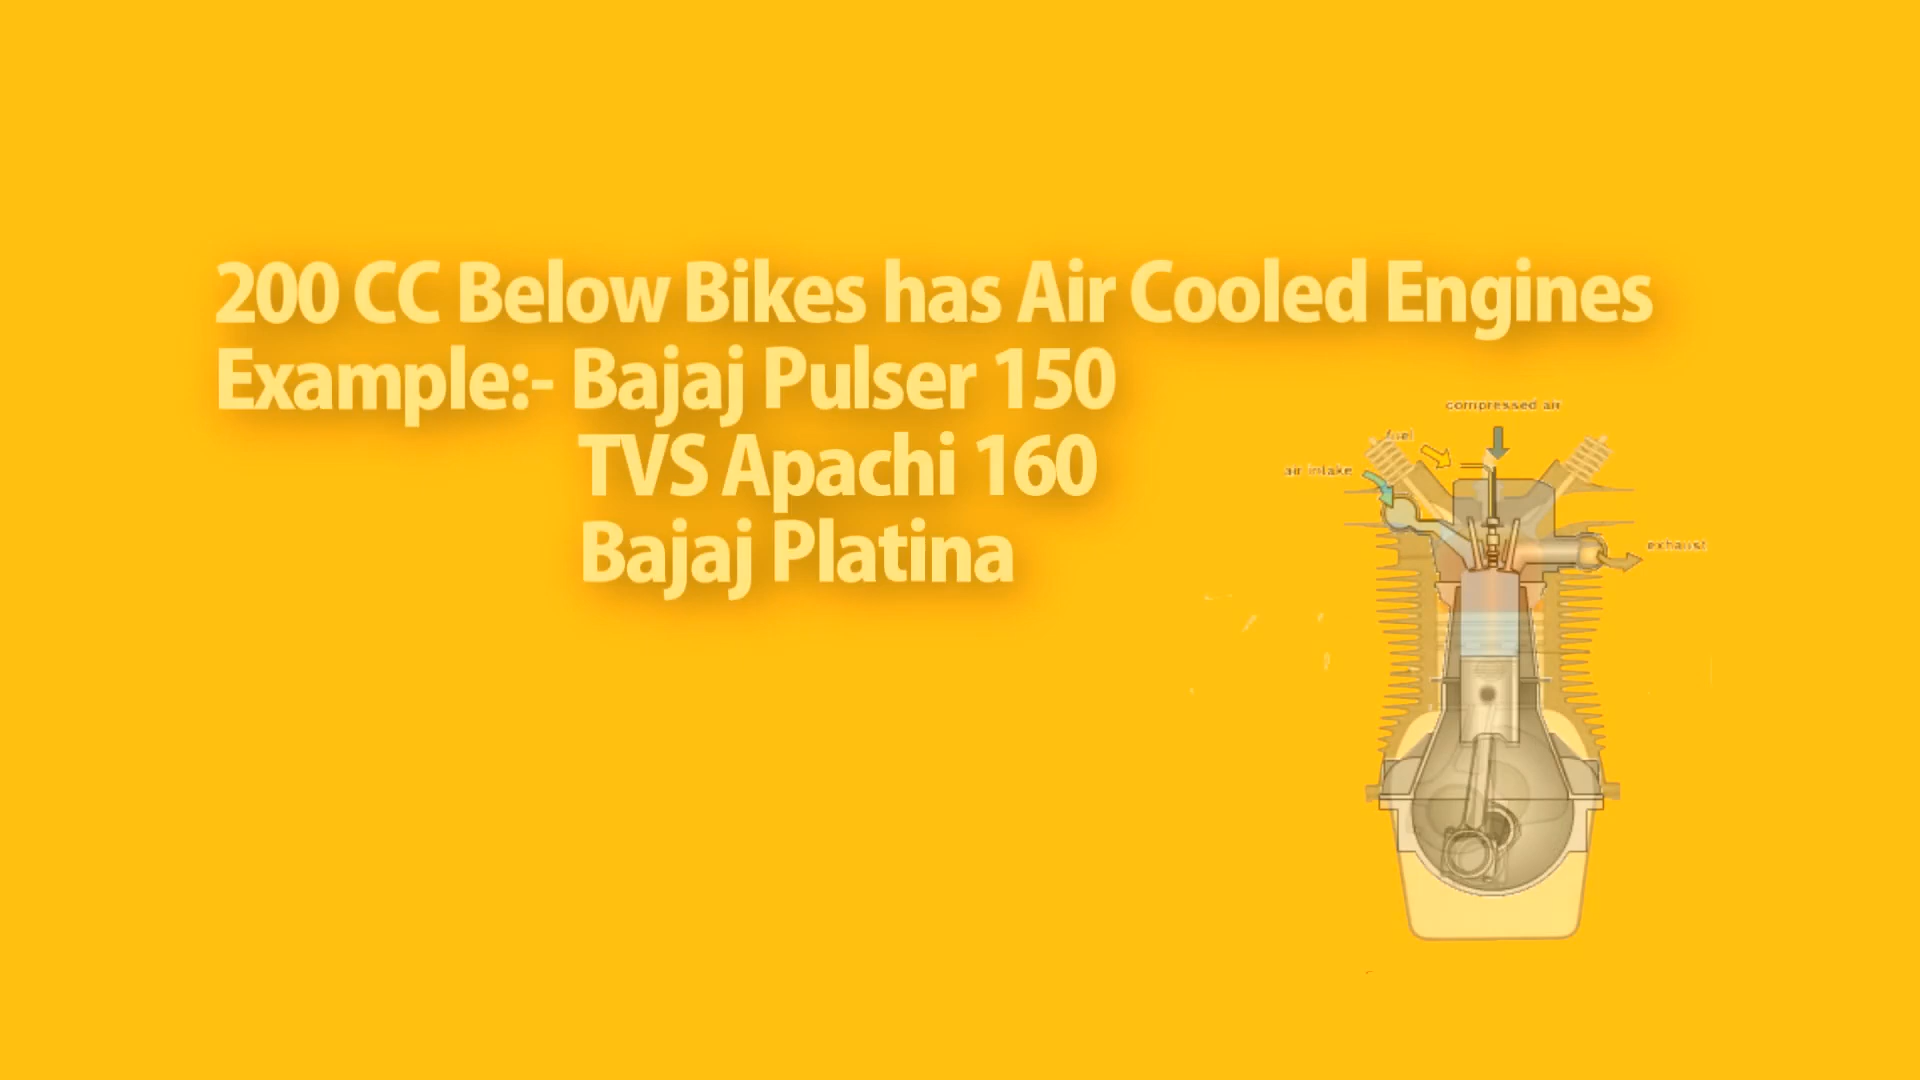 200 CC Below Bikes has Air Cooled Engines
Example:- Bajaj Pulser 150
TVS Apachi 160
Bajaj Platina
compressed air
fuel
air intake
exhaust